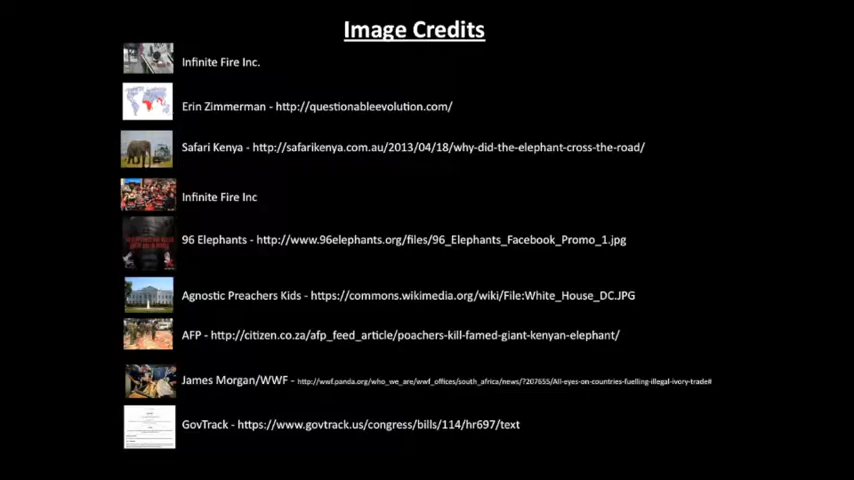 Image Credits
Infinite Fire Inc.
Erin Zimmerman - http://questionableevolution.com/
Safari Kenya - http://safarikenya.com.au/2013/04/18/why-did-the-elephant-cross-the-road/
Infinite Fire Inc
96 Elephants - http://www.96elephants.org/files/96_Elephants_Facebook_Promo_1.jpg
Agnostic Preachers Kids - https://commons.wikimedia.org/wiki/File:White_House_DC.JPG
AFP - http://citizen.co.za/afp_feed_article/poachers-kill-famed-giant-kenyan-elephant/
James Morgan/WWF - http://wwf.panda.org/who_we_are/wwf_offices/south_africa/news/?207655/All-eyes-on-countries-fuelling-illegal-ivory-trade#
GovTrack - https://www.govtrack.us/congress/bills/114/hr697/text